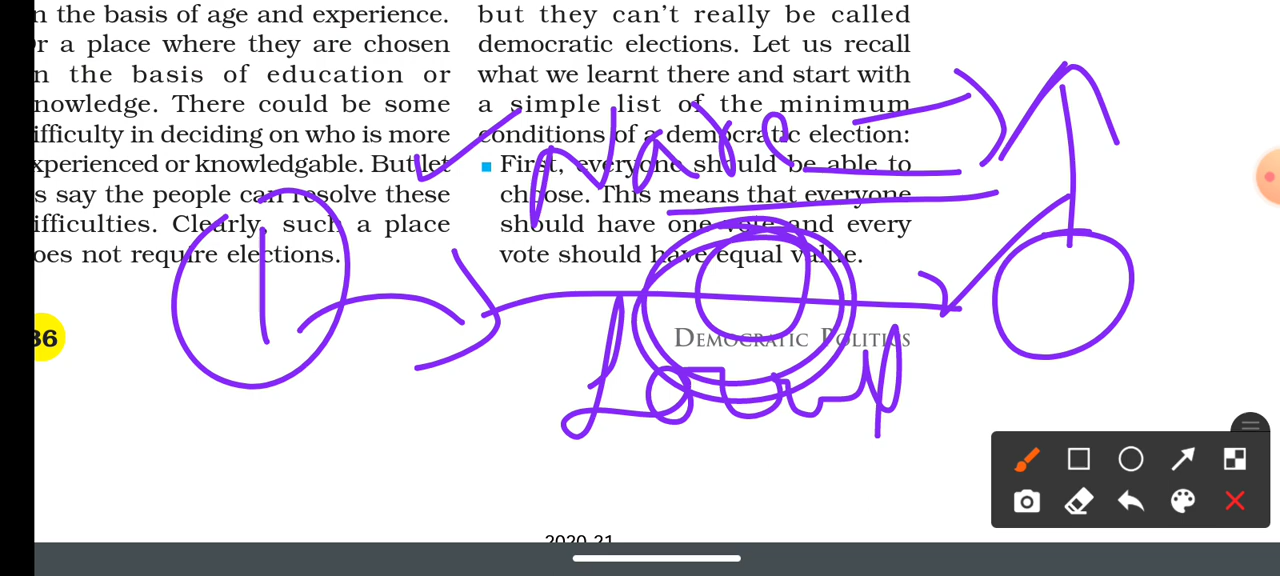 n the basis of age and experience.
r a place where they are chosen
n the basis of education or
nowledge. There could be some
ifficulty in deciding on who is more
xperienced or knowledgable. But let
s say the people can resolve these
ifficulties. Clearly, such a place
oes not require elections.
but they can't really be called
democratic elections. Let us recall
what we learnt there and start with
a simple list of the minimum
conditions of a democratic election:
First, everyone should be able to
choose. This means that everyone
should have one vote and every
vote should have equal value.
36
DEMOCRATIC POLITICS
2020-21